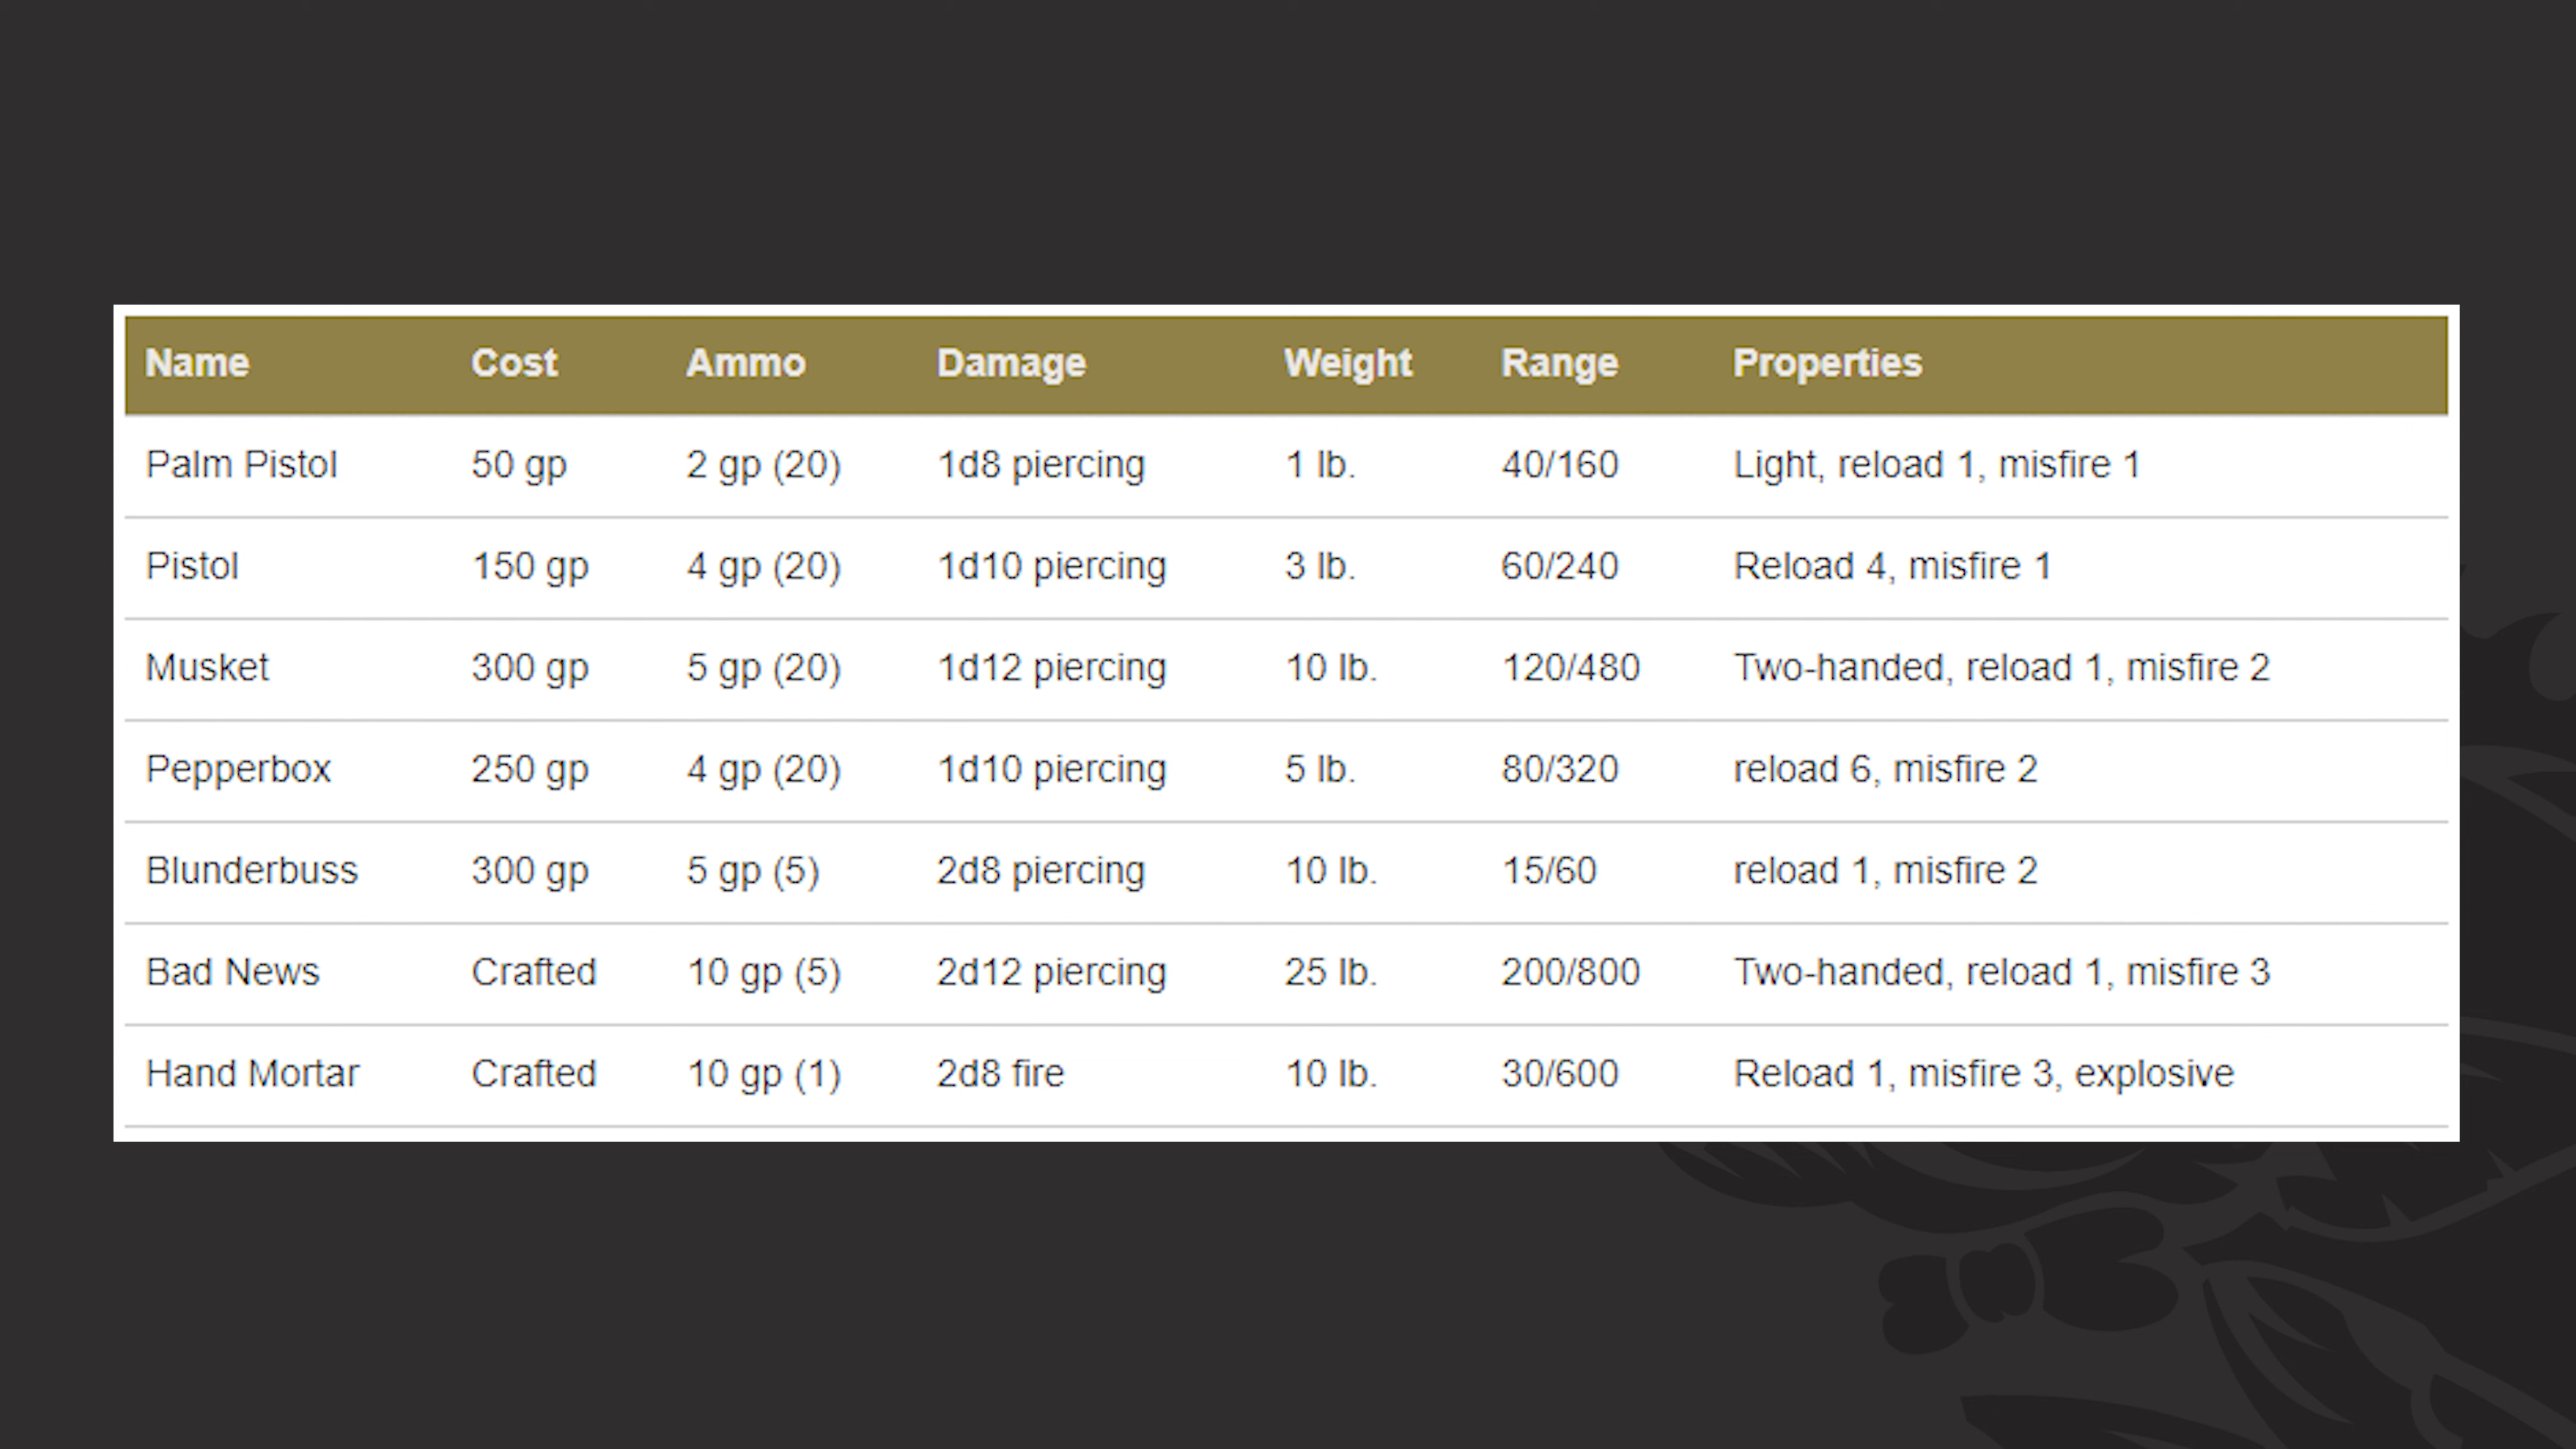 Name Cost Ammo Damage Weight Range Properties
Palm Pistol 50 gp 2 gp (20) 1d8 piercing 1 lb. 40/160 Light, reload 1, misfire 1
Pistol 150 gp 4 gp (20) 1d10 piercing 3 lb. 60/240 Reload 4, misfire 1
Musket 300 gp 5 gp (20) 1d12 piercing 10 lb. 120/480 Two-handed, reload 1, misfire 2
Pepperbox 250 gp 4 gp (20) 1d10 piercing 5 lb. 80/320 reload 6, misfire 2
Blunderbuss 300 gp 5 gp (5) 2d8 piercing 10 lb. 15/60 reload 1, misfire 2
Bad News Crafted 10 gp (5) 2d12 piercing 25 lb. 200/800 Two-handed, reload 1, misfire 3
Hand Mortar Crafted 10 gp (1) 2d8 fire 10 lb. 30/600 Reload 1, misfire 3, explosive